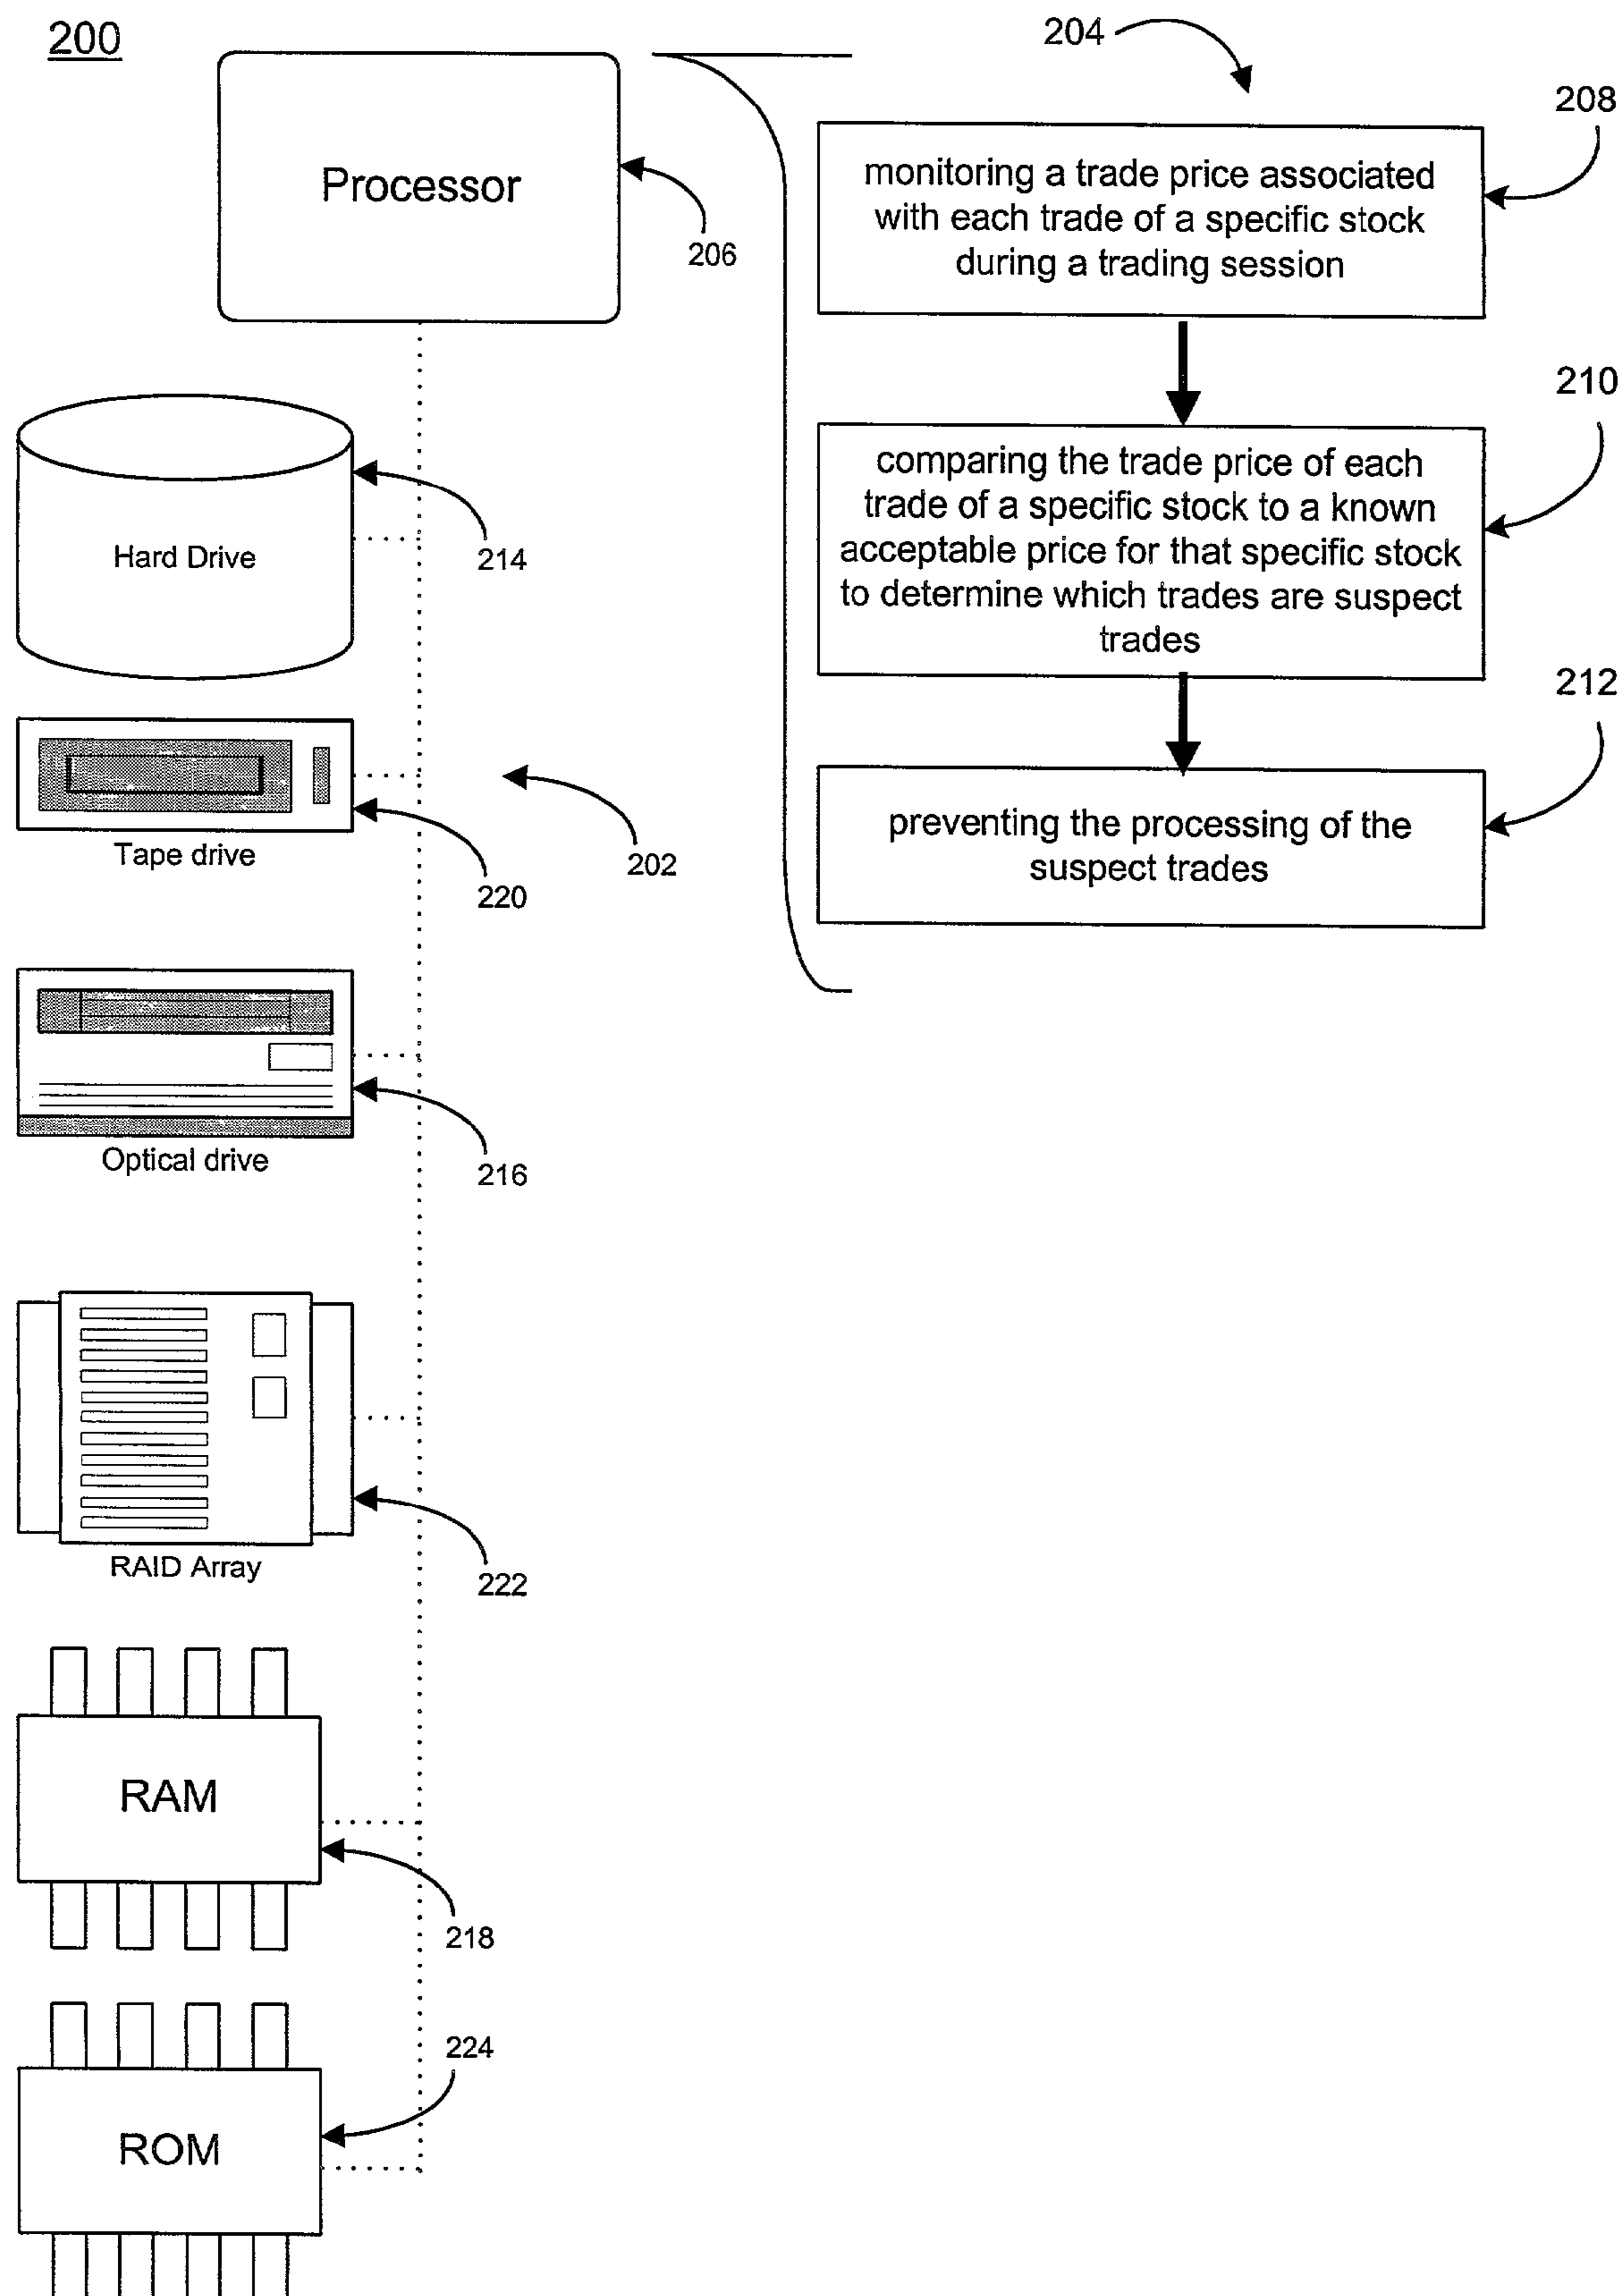 200
204
208
Processor
206
monitoring a trade price associated
with each trade of a specific stock
during a trading session
210
comparing the trade price of each
trade of a specific stock to a known
acceptable price for that specific stock
to determine which trades are suspect
trades
212
preventing the processing of the
suspect trades
Hard Drive
214
Tape drive
220
202
Optical drive
216
RAID Array
222
RAM
218
224
ROM